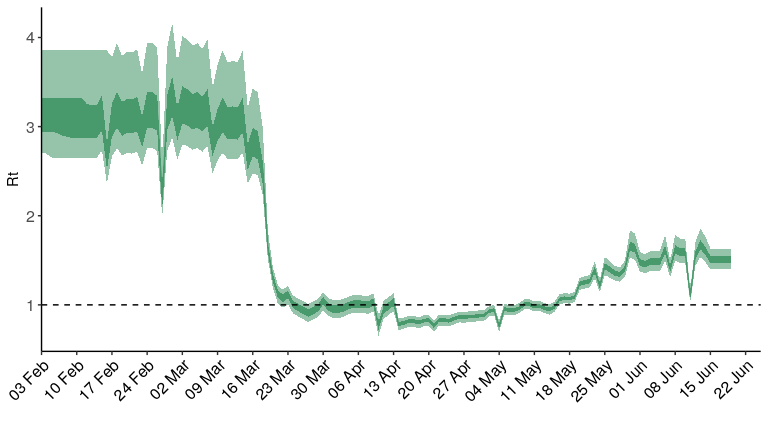 4
3
2
1
Rt
03 Feb
10 Feb
17 Feb
24 Feb
02 Mar
09 Mar
16 Mar
23 Mar
30 Mar
06 Apr
13 Apr
20 Apr
27 Apr
04 May
11 May
18 May
25 May
01 Jun
08 Jun
15 Jun
22 Jun